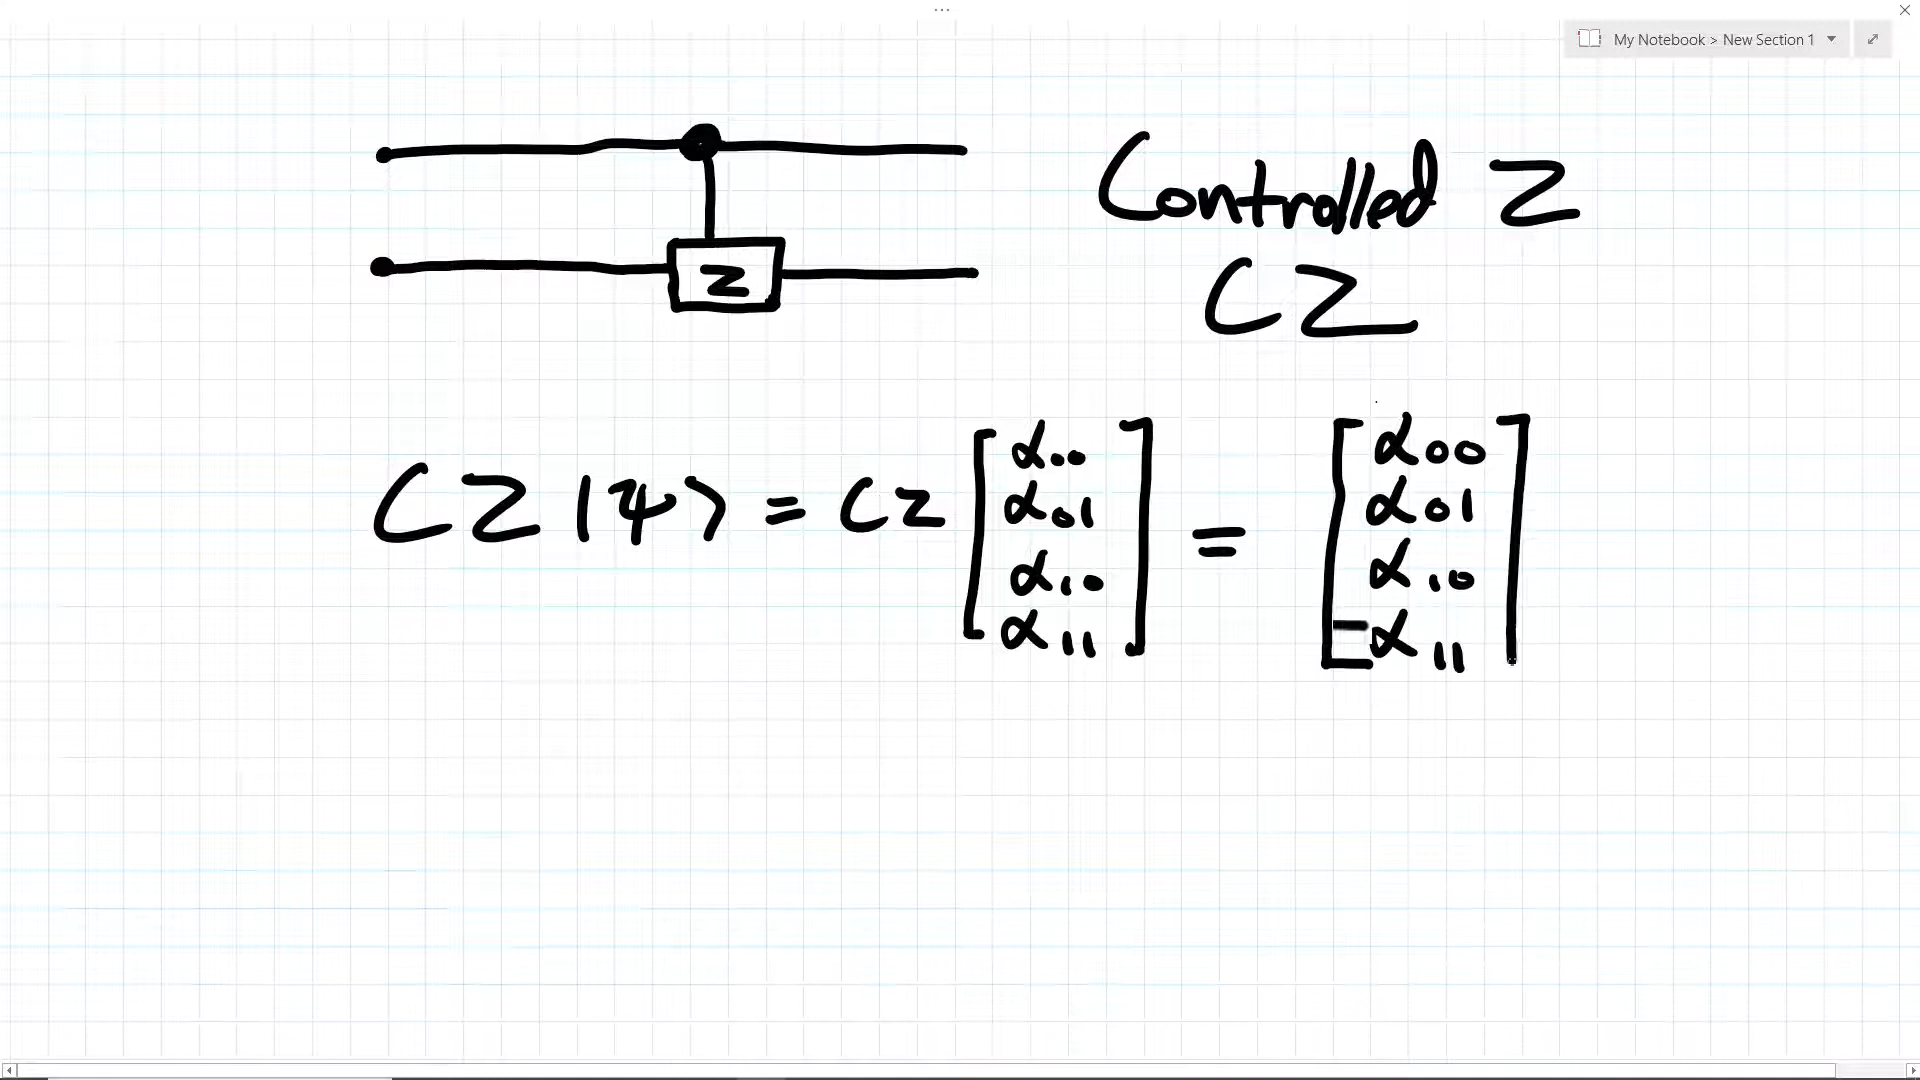 My Notebook > New Section 1
Controlled Z
Z
CZ
CZ|ψ⟩ = CZ [α00 α01 α10 α11] = [α00 α01 α10 -α11]